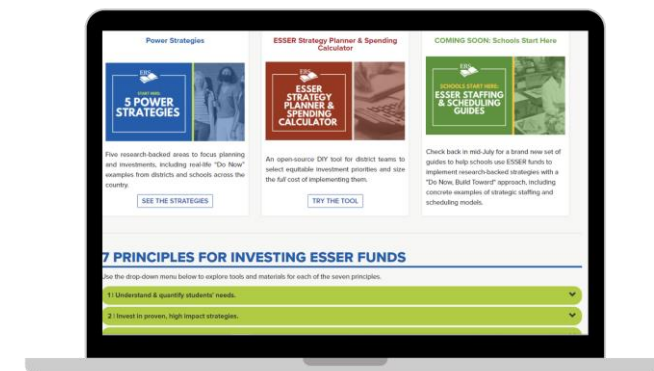 Power Strategies
ERS
START HERE:
5 POWER
STRATEGIES
Five research-backed areas to focus planning
and investments, including real-life "Do Now"
examples from districts and schools across the
country.
SEE THE STRATEGIES
ESSER Strategy Planner & Spending
Calculator
ERS
ESSER
STRATEGY
PLANNER &
SPENDING
CALCULATOR
An open-source DIY tool for district teams to
select equitable investment priorities and size
the full cost of implementing them.
TRY THE TOOL
COMING SOON: Schools Start Here
ERS
SCHOOLS START HERE:
ESSER STAFFING
& SCHEDULING
GUIDES
Check back in mid-July for a brand new set of
guides to help schools use ESSER funds to
implement research-backed strategies with a
"Do Now, Build Toward" approach, including
concrete examples of strategic staffing and
scheduling models.
7 PRINCIPLES FOR INVESTING ESSER FUNDS
Use the drop-down menu below to explore tools and materials for each of the seven principles.
1 | Understand & quantify students' needs.
2 | Invest in proven, high impact strategies.